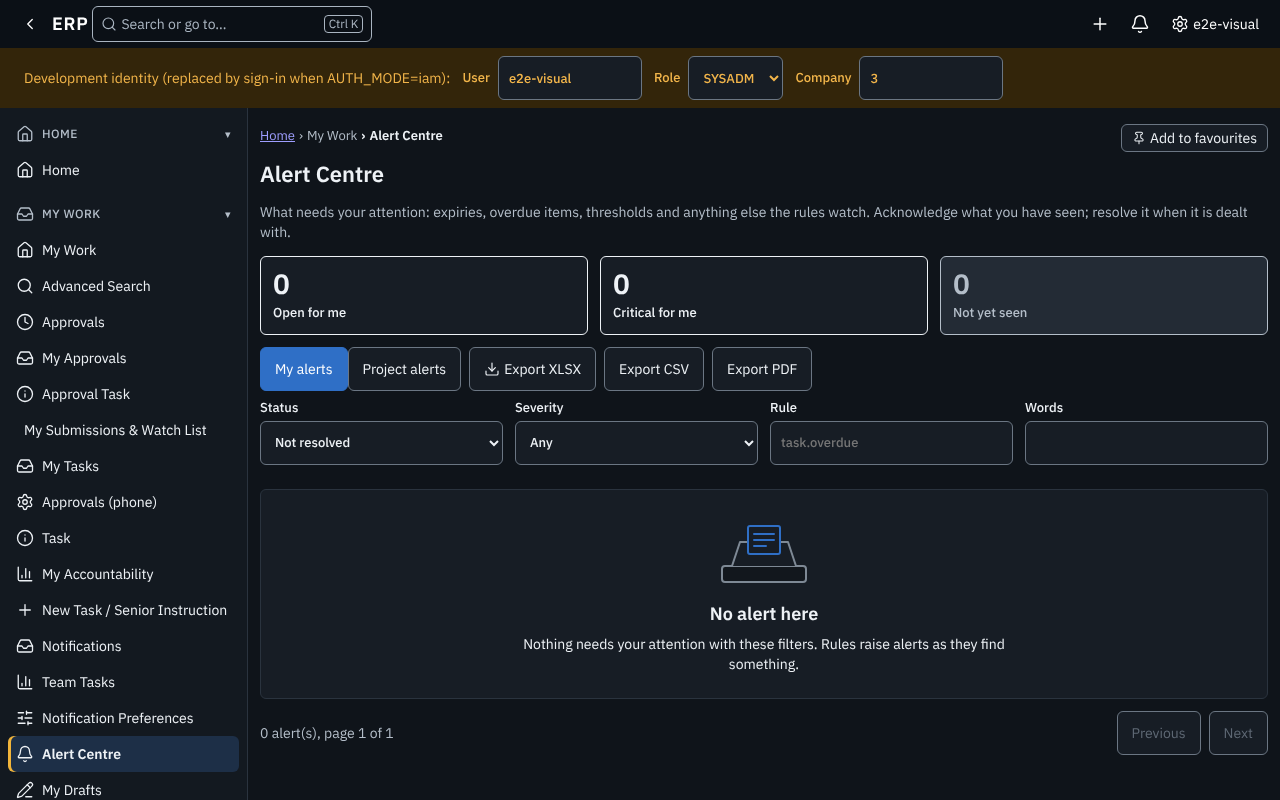 ERP
Search or go to...
Ctrl K
e2e-visual
Development identity (replaced by sign-in when AUTH_MODE=iam):
User
e2e-visual
Role
SYSADM
Company
3
HOME
Home
MY WORK
My Work
Advanced Search
Approvals
My Approvals
Approval Task
My Submissions & Watch List
My Tasks
Approvals (phone)
Task
My Accountability
New Task / Senior Instruction
Notifications
Team Tasks
Notification Preferences
Alert Centre
My Drafts
Home › My Work › Alert Centre
Add to favourites
Alert Centre
What needs your attention: expiries, overdue items, thresholds and anything else the rules watch. Acknowledge what you have seen; resolve it when it is dealt
with.
0
Open for me
0
Critical for me
0
Not yet seen
My alerts
Project alerts
Export XLSX
Export CSV
Export PDF
Status
Not resolved
Severity
Any
Rule
task.overdue
Words
No alert here
Nothing needs your attention with these filters. Rules raise alerts as they find
something.
0 alert(s), page 1 of 1
Previous
Next